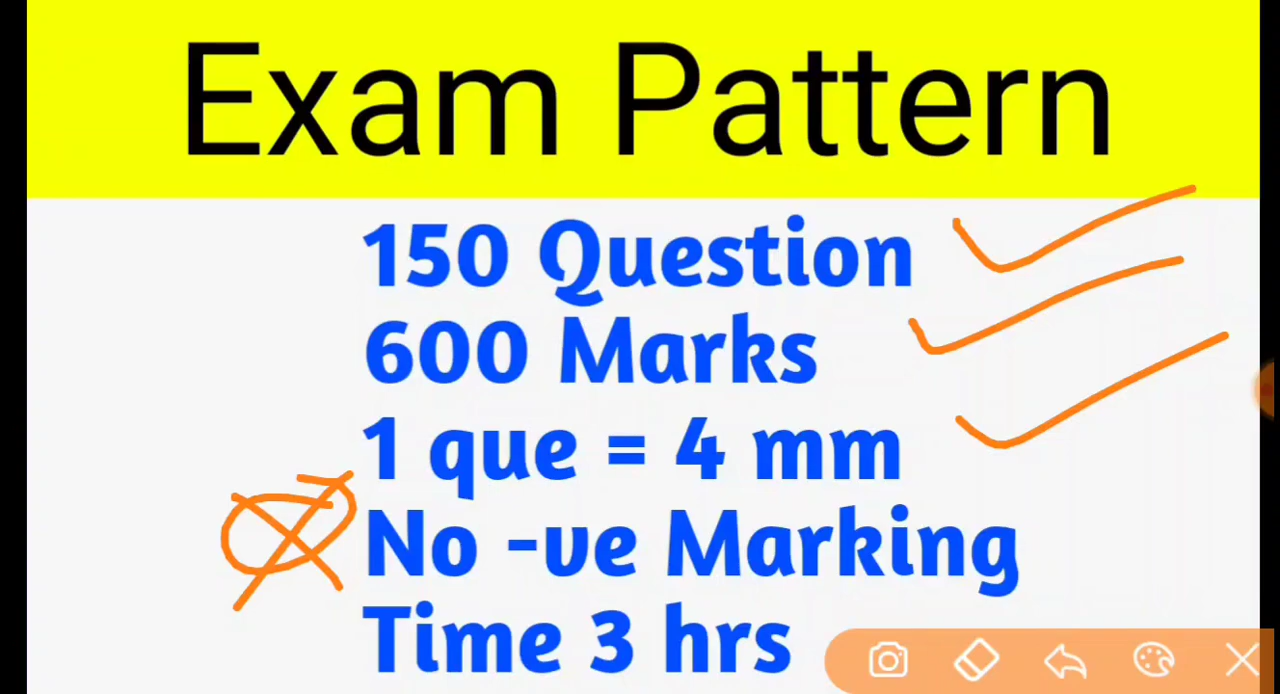 Exam Pattern
150 Question
600 Marks
1 que = 4 mm
No -ve Marking
Time 3 hrs